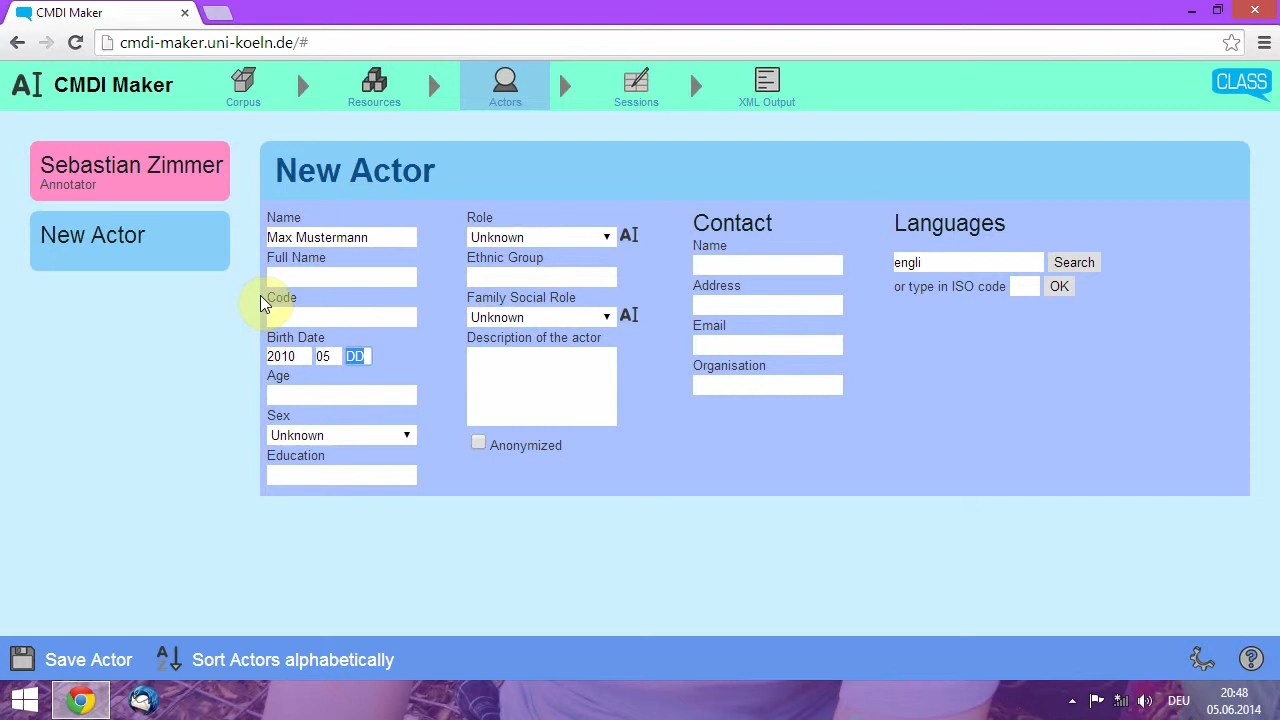 CMDI Maker
cmdi-maker.uni-koeln.de/#
AI CMDI Maker
Corpus
Resources
Actors
Sessions
XML Output
CLASS
Sebastian Zimmer
Annotator
New Actor
New Actor
Name
Max Mustermann
Full Name
Code
Birth Date
2010 05 DD
Age
Sex
Unknown
Education
Role
Unknown AI
Ethnic Group
Family Social Role
Unknown AI
Description of the actor
Anonymized
Contact
Name
Address
Email
Organisation
Languages
engli Search
or type in ISO code OK
Save Actor
A
Z
Sort Actors alphabetically
?
DEU
20:48
05.06.2014